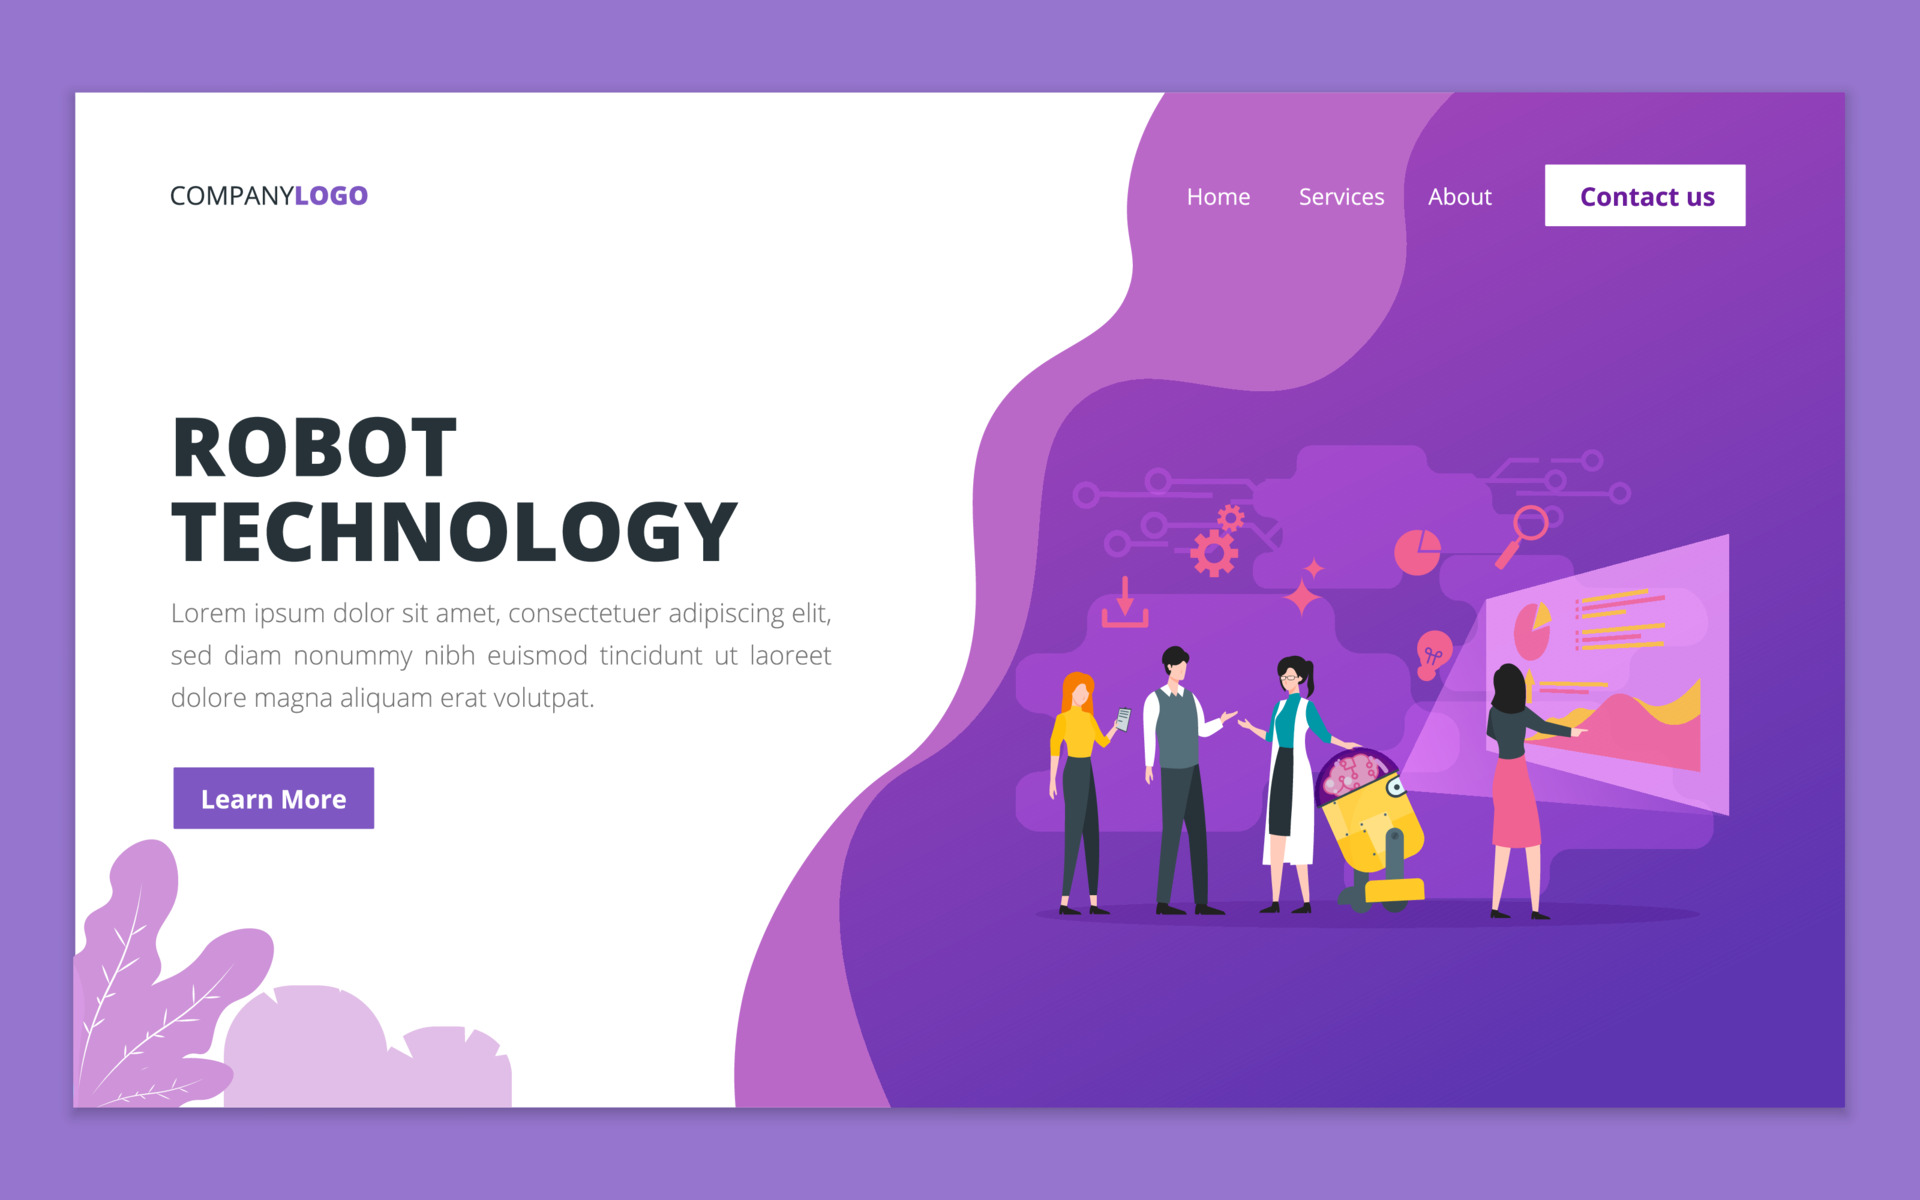 COMPANYLOGO
Home Services About Contact us
ROBOT
TECHNOLOGY
Lorem ipsum dolor sit amet, consectetuer adipiscing elit,
sed diam nonummy nibh euismod tincidunt ut laoreet
dolore magna aliquam erat volutpat.
Learn More